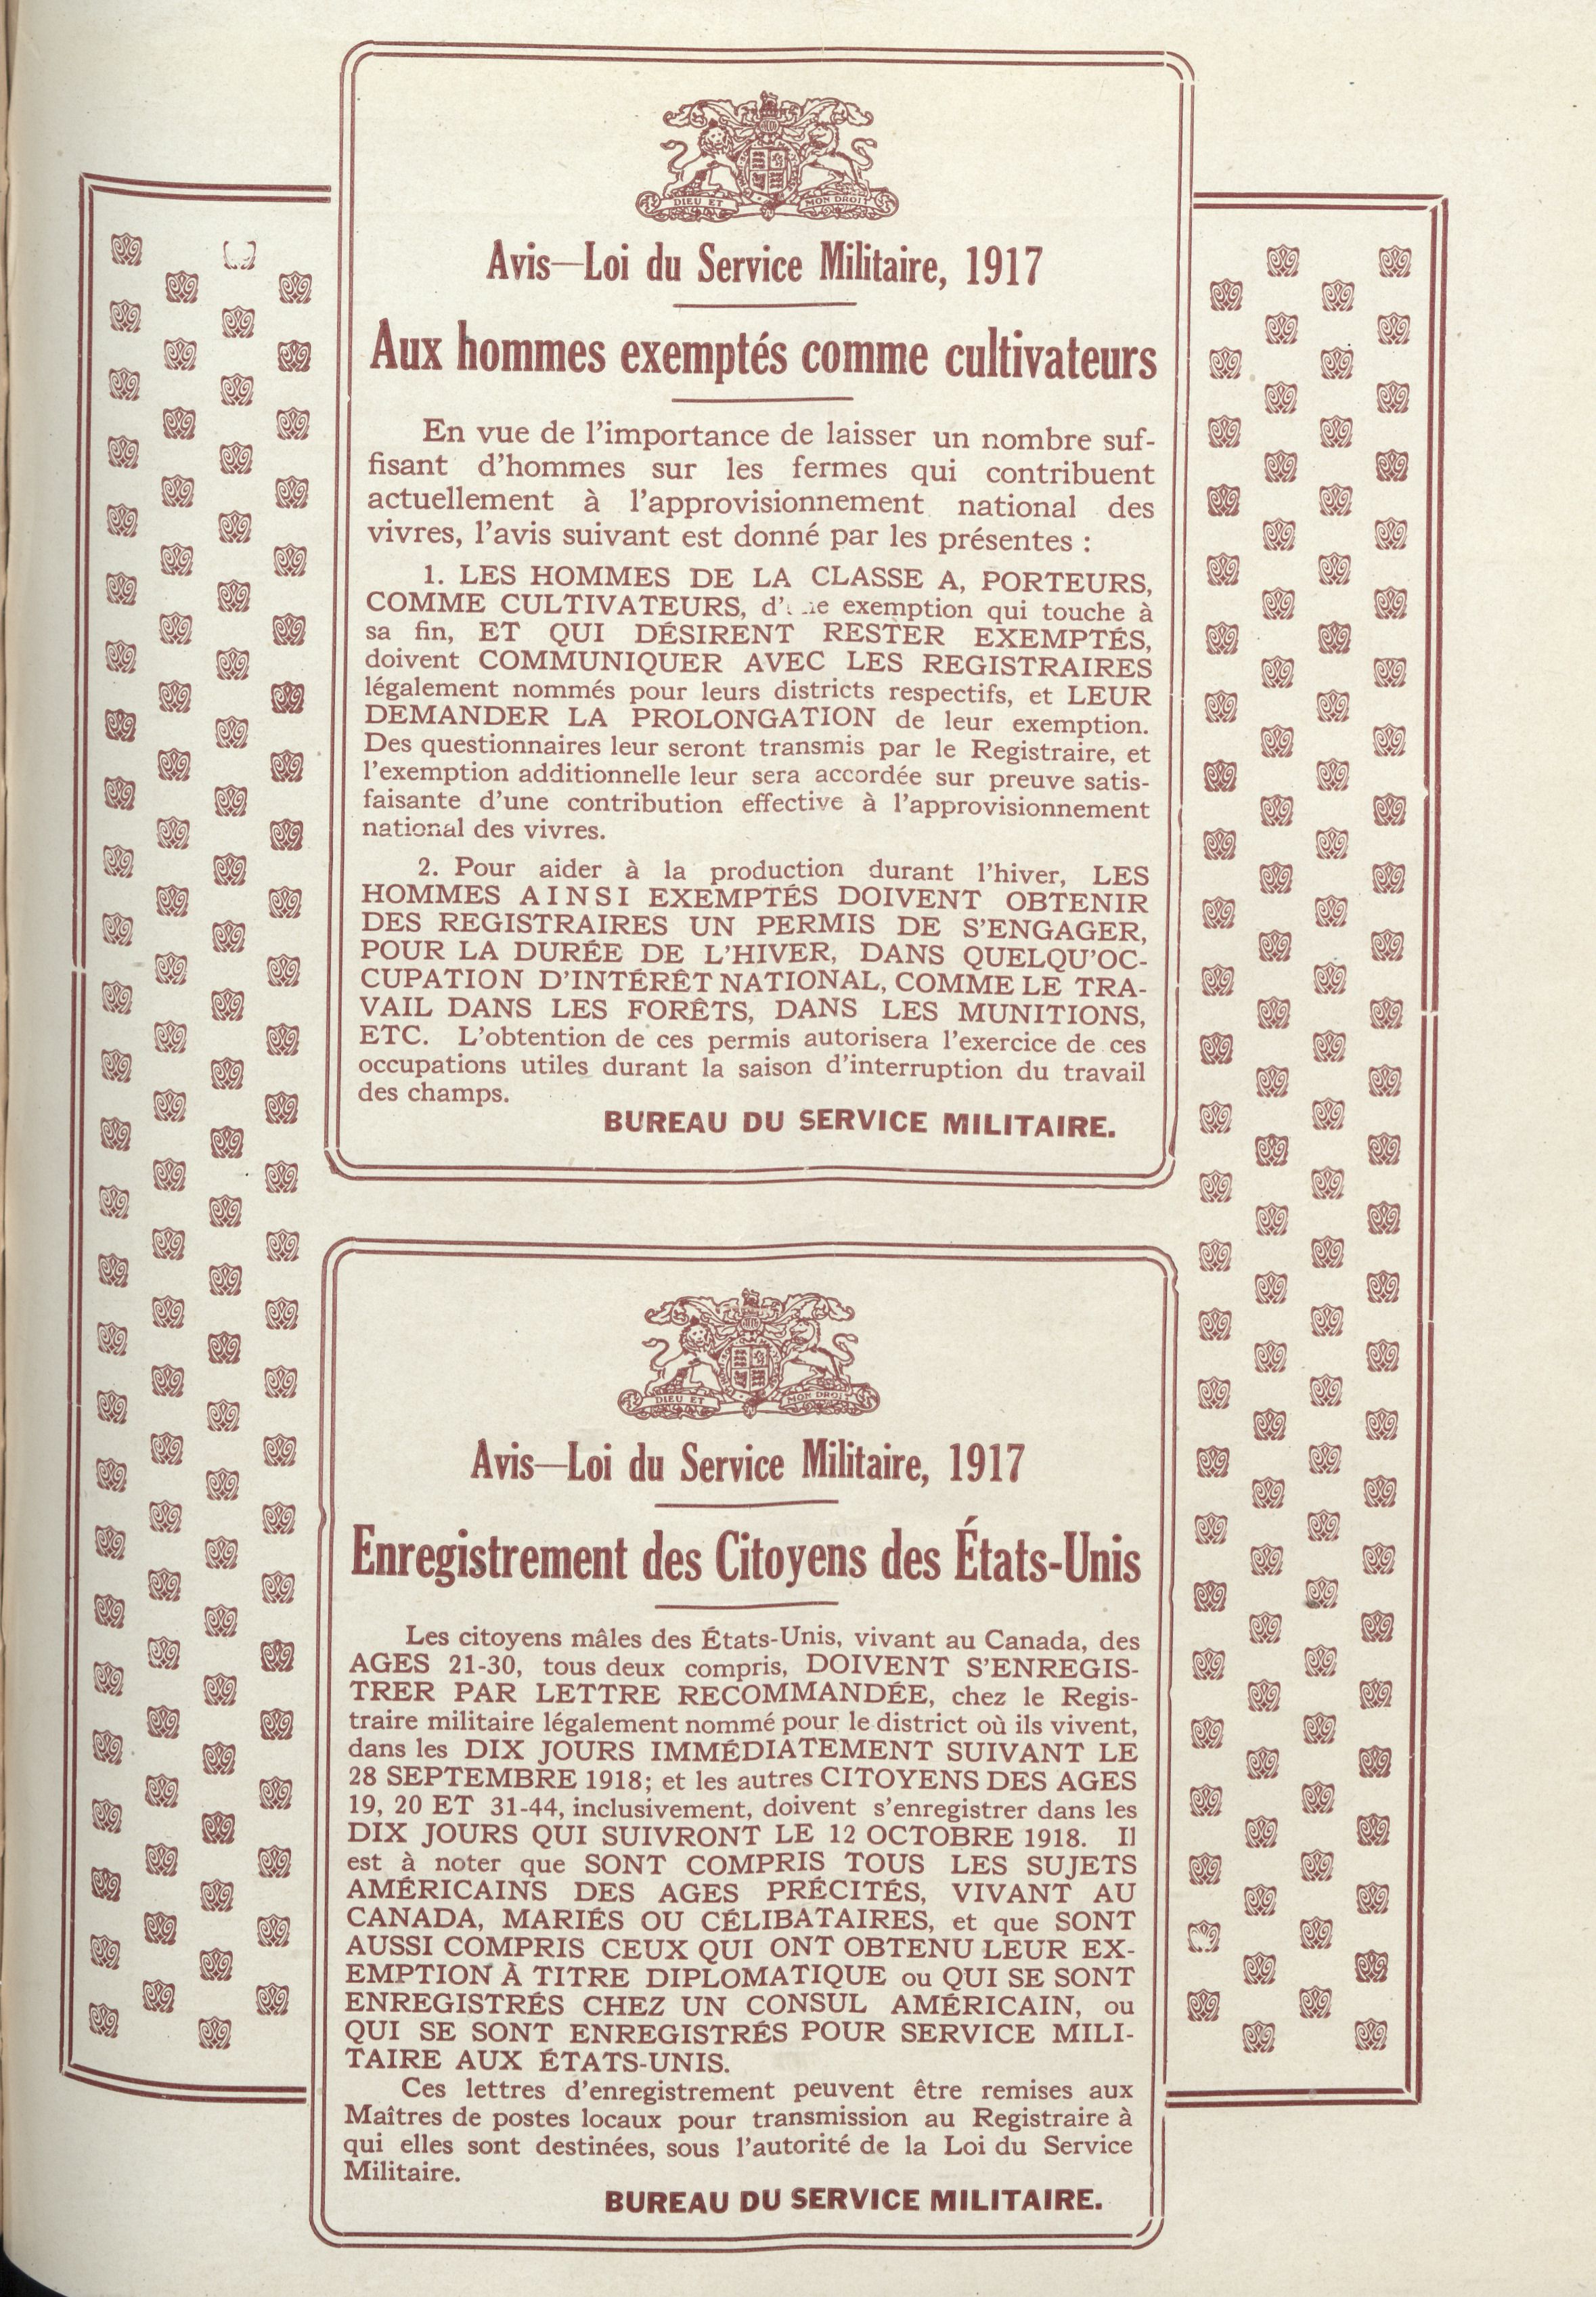 DIEU ET MON DROIT
Avis—Loi du Service Militaire, 1917
Aux hommes exemptés comme cultivateurs
En vue de l'importance de laisser un nombre suf-
fisant d'hommes sur les fermes qui contribuent
actuellement à l'approvisionnement national des
vivres, l'avis suivant est donné par les présentes :
1. LES HOMMES DE LA CLASSE A, PORTEURS,
COMME CULTIVATEURS, exemption qui touche à
sa fin, ET QUI DÉSIRENT RESTER EXEMPTÉS,
doivent COMMUNIQUER AVEC LES REGISTRAIRES
légalement nommés pour leurs districts respectifs, et LEUR
DEMANDER LA PROLONGATION de leur exemption.
Des questionnaires leur seront transmis par le Registraire, et
l'exemption additionnelle leur sera accordée sur preuve satis-
faisante d'une contribution effective à l'approvisionnement
national des vivres.
2. Pour aider à la production durant l'hiver, LES
HOMMES AINSI EXEMPTÉS DOIVENT OBTENIR
DES REGISTRAIRES UN PERMIS DE S'ENGAGER,
POUR LA DURÉE DE L'HIVER, DANS QUELQU'OC-
CUPATION D'INTÉRÊT NATIONAL, COMME LE TRA-
VAIL DANS LES FORÊTS, DANS LES MUNITIONS,
ETC. L'obtention de ces permis autorisera l'exercice de ces
occupations utiles durant la saison d'interruption du travail
des champs.
BUREAU DU SERVICE MILITAIRE.
DIEU ET MON DROIT
Avis—Loi du Service Militaire, 1917
Enregistrement des Citoyens des États-Unis
Les citoyens mâles des États-Unis, vivant au Canada, des
AGES 21-30, tous deux compris, DOIVENT S'ENREGIS-
TRER PAR LETTRE RECOMMANDÉE, chez le Regis-
traire militaire légalement nommé pour le district où ils vivent,
dans les DIX JOURS IMMÉDIATEMENT SUIVANT LE
28 SEPTEMBRE 1918; et les autres CITOYENS DES AGES
19, 20 ET 31-44, inclusivement, doivent s'enregistrer dans les
DIX JOURS QUI SUIVRONT LE 12 OCTOBRE 1918. Il
est à noter que SONT COMPRIS TOUS LES SUJETS
AMÉRICAINS DES AGES PRÉCITÉS, VIVANT AU
CANADA, MARIÉS OU CÉLIBATAIRES, et que SONT
AUSSI COMPRIS CEUX QUI ONT OBTENU LEUR EX-
EMPTION À TITRE DIPLOMATIQUE ou QUI SE SONT
ENREGISTRÉS CHEZ UN CONSUL AMÉRICAIN, ou
QUI SE SONT ENREGISTRÉS POUR SERVICE MILI-
TAIRE AUX ÉTATS-UNIS.
Ces lettres d'enregistrement peuvent être remises aux
Maîtres de postes locaux pour transmission au Registraire à
qui elles sont destinées, sous l'autorité de la Loi du Service
Militaire.
BUREAU DU SERVICE MILITAIRE.